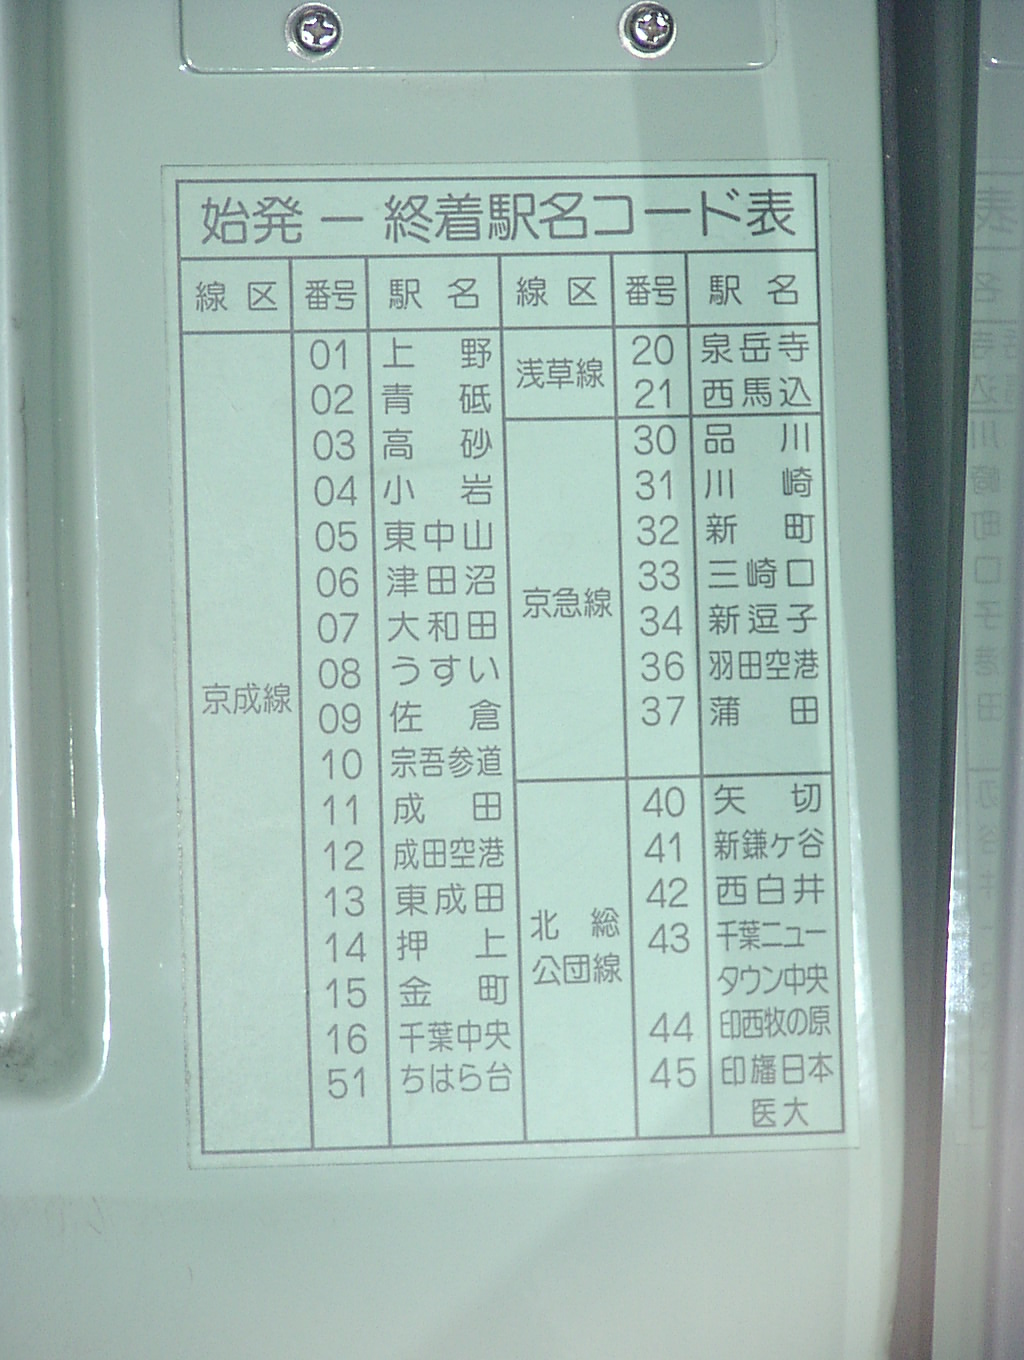 始発ー終着駅名コード表
線区 番号 駅名 線区 番号 駅名
京成線
01 上野
02 青砥
03 高砂
04 小岩
05 東中山
06 津田沼
07 大和田
08 うすい
09 佐倉
10 宗吾参道
11 成田
12 成田空港
13 東成田
14 押上
15 金町
16 千葉中央
51 ちはら台
浅草線
20 泉岳寺
21 西馬込
京急線
30 品川
31 川崎
32 新町
33 三崎口
34 新逗子
36 羽田空港
37 蒲田
北総
公団線
40 矢切
41 新鎌ケ谷
42 西白井
43 千葉ニュー
タウン中央
44 印西牧の原
45 印旛日本
医大